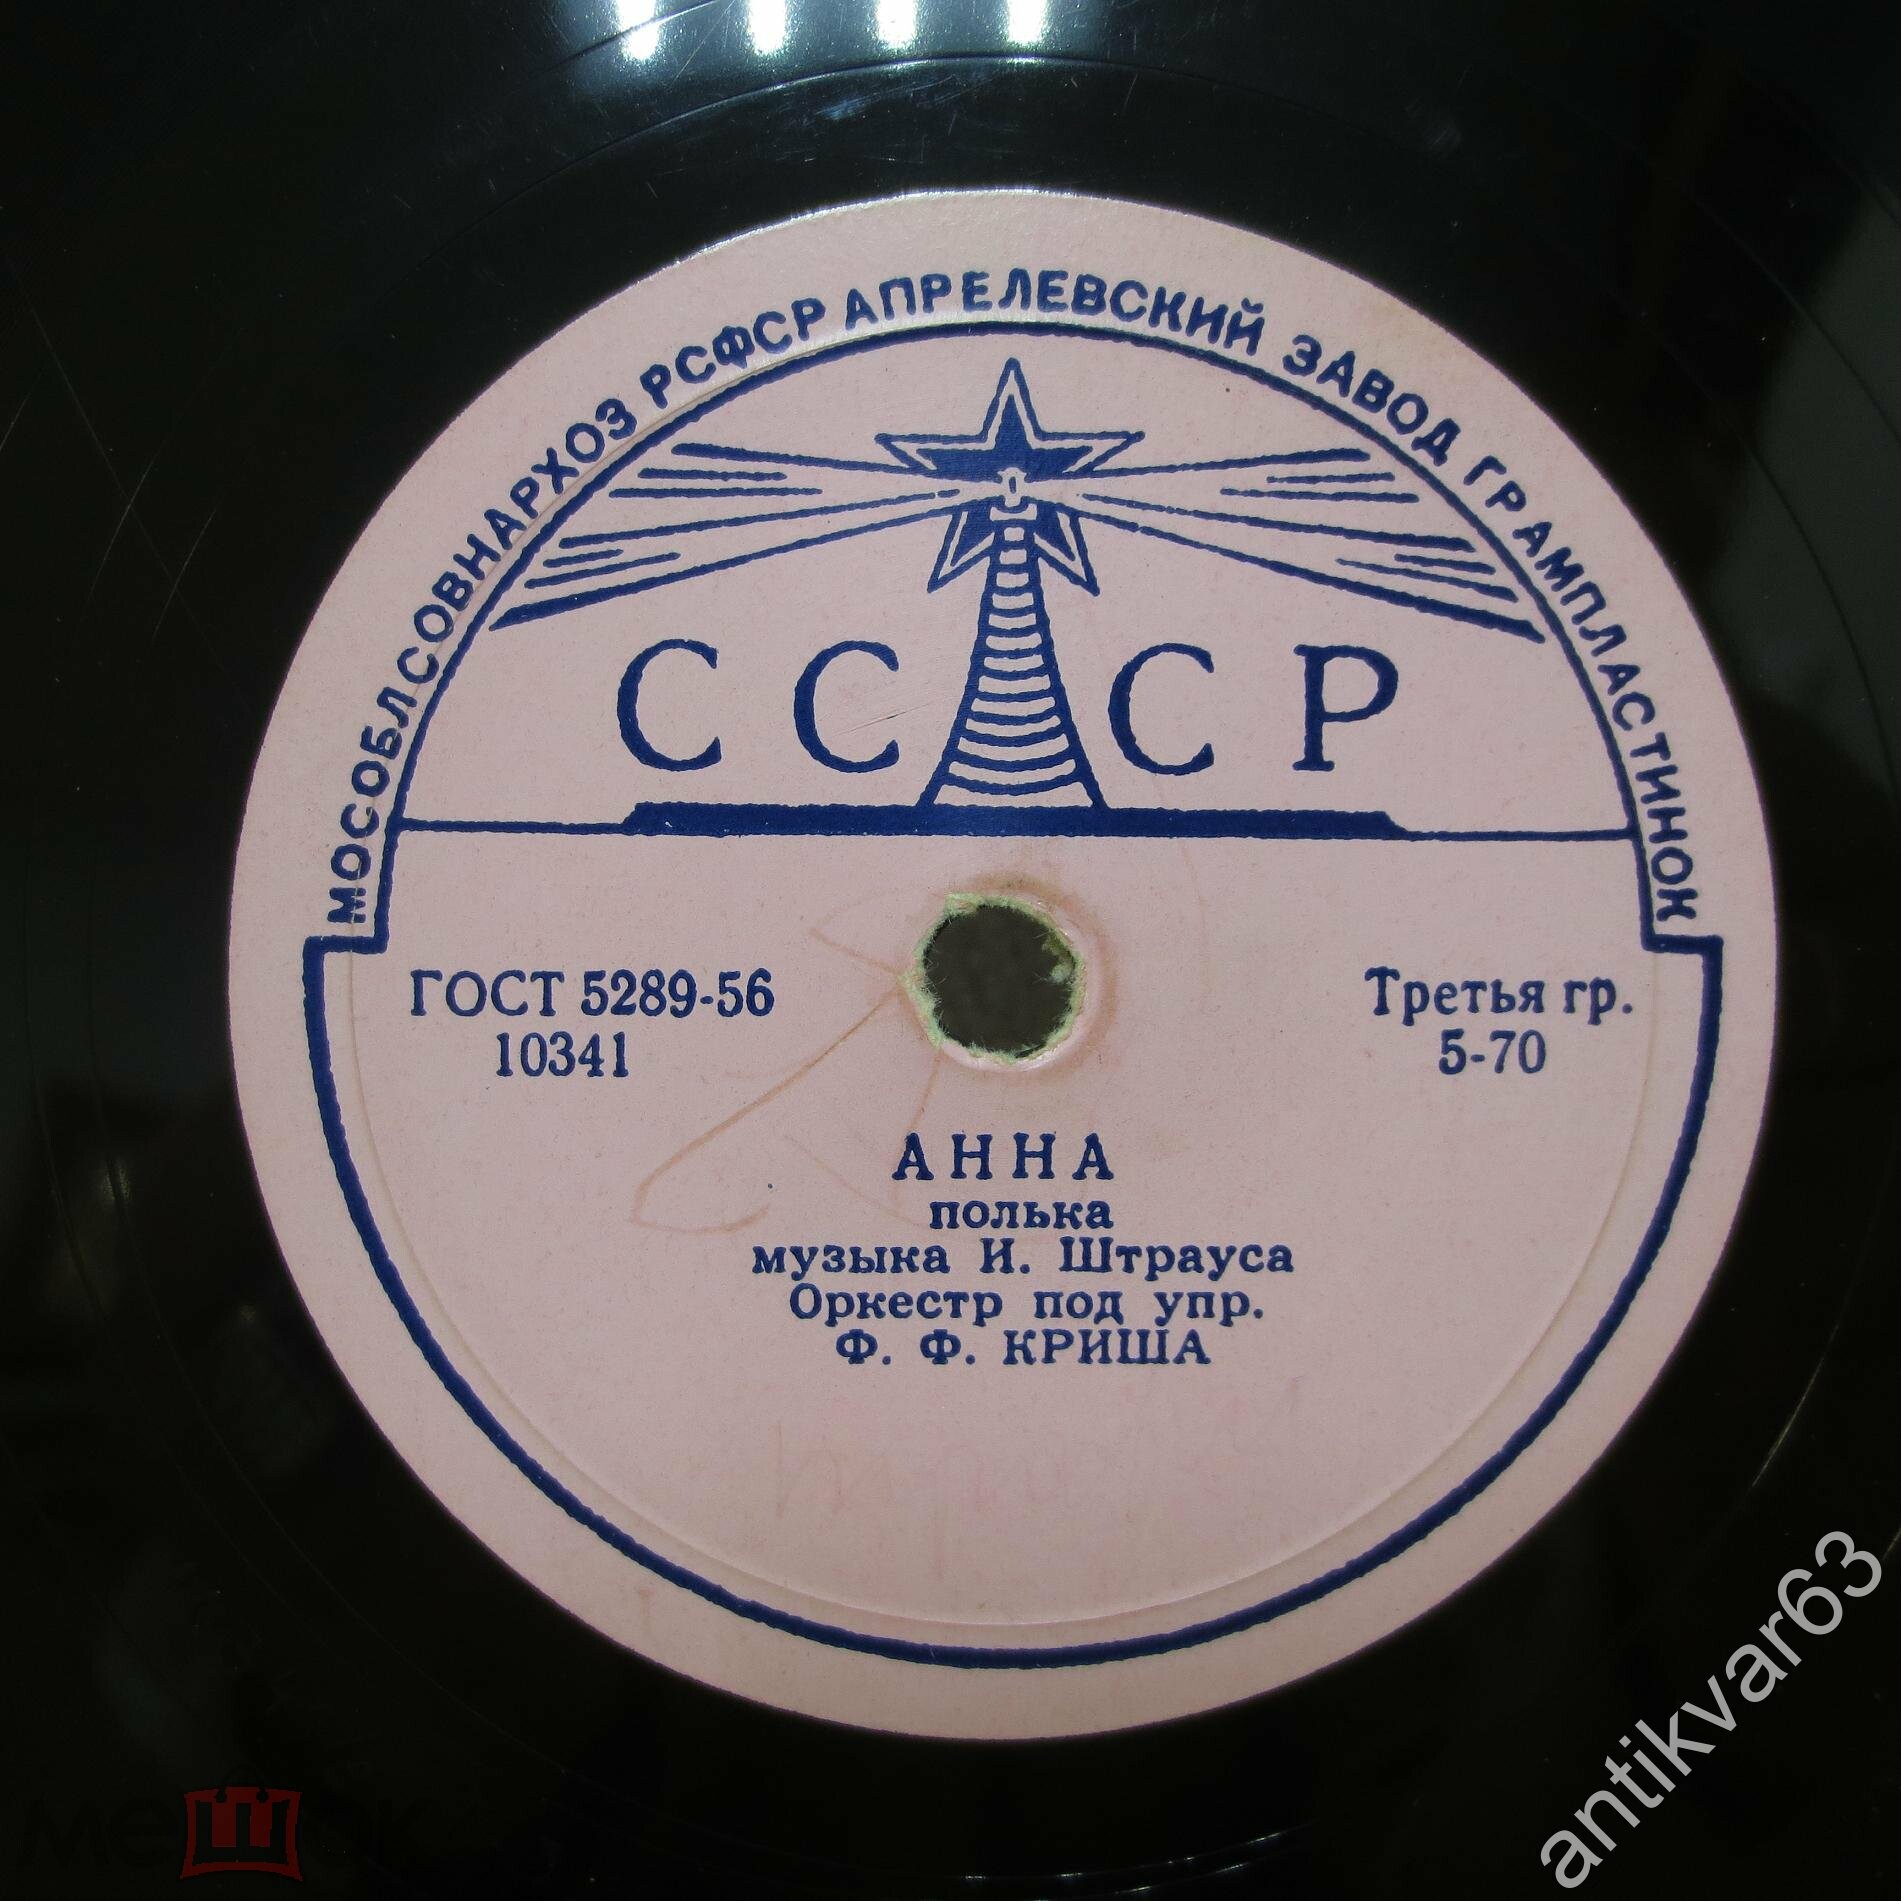 МОСОБЛСОВНАРХОЗ РСФСР АПРЕЛЕВСКИЙ ЗАВОД ГРАМПЛАСТИНОК
СССР
ГОСТ 5289-56
10341
Третья гр.
5-70
АННА
полька
музыка И. Штрауса
Оркестр под упр.
Ф. Ф. КРИША
antikvar63
мешок